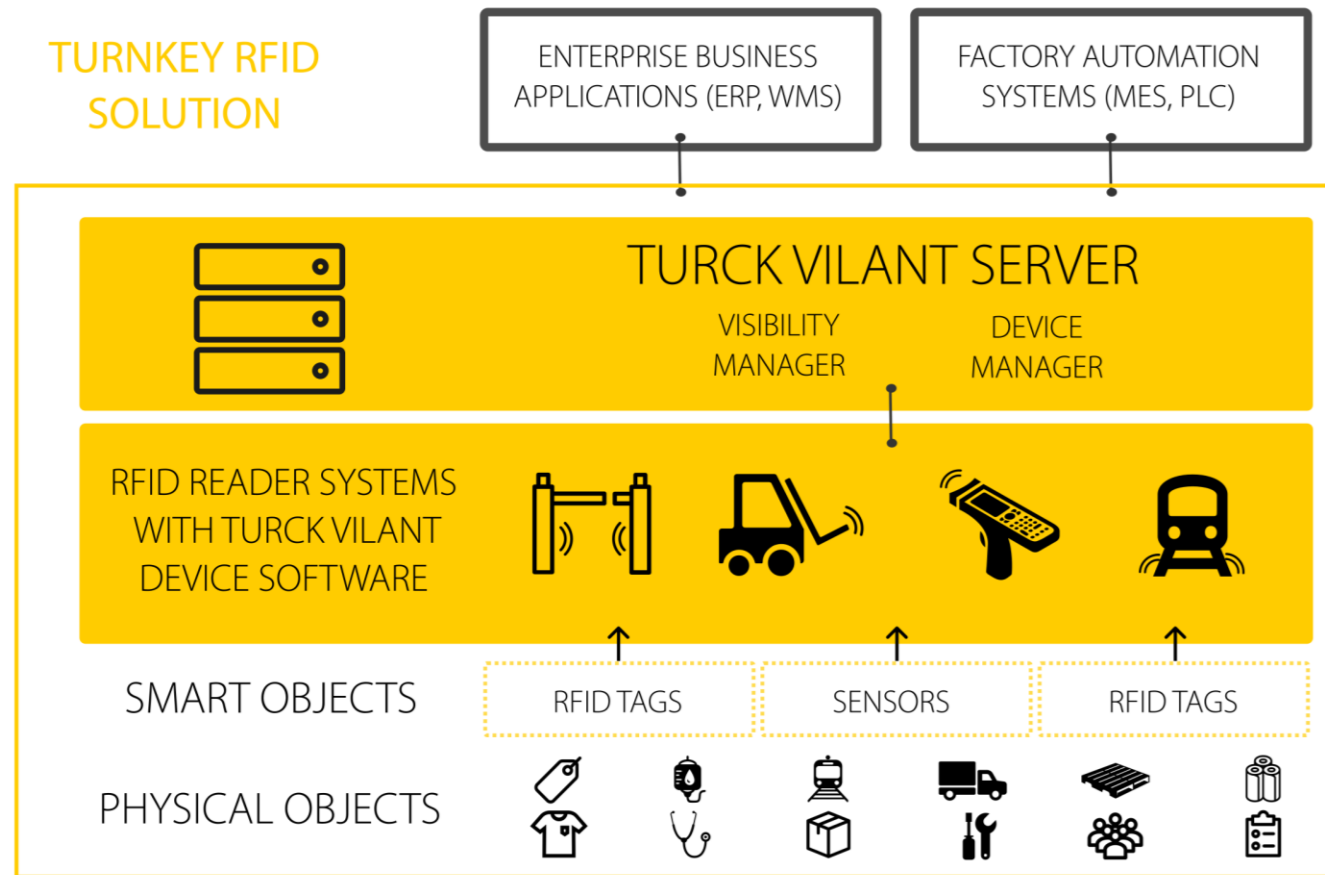 TURNKEY RFID
SOLUTION
ENTERPRISE BUSINESS
APPLICATIONS (ERP, WMS)
FACTORY AUTOMATION
SYSTEMS (MES, PLC)
TURCK VILANT SERVER
VISIBILITY
MANAGER
DEVICE
MANAGER
RFID READER SYSTEMS
WITH TURCK VILANT
DEVICE SOFTWARE
SMART OBJECTS
RFID TAGS
SENSORS
RFID TAGS
PHYSICAL OBJECTS